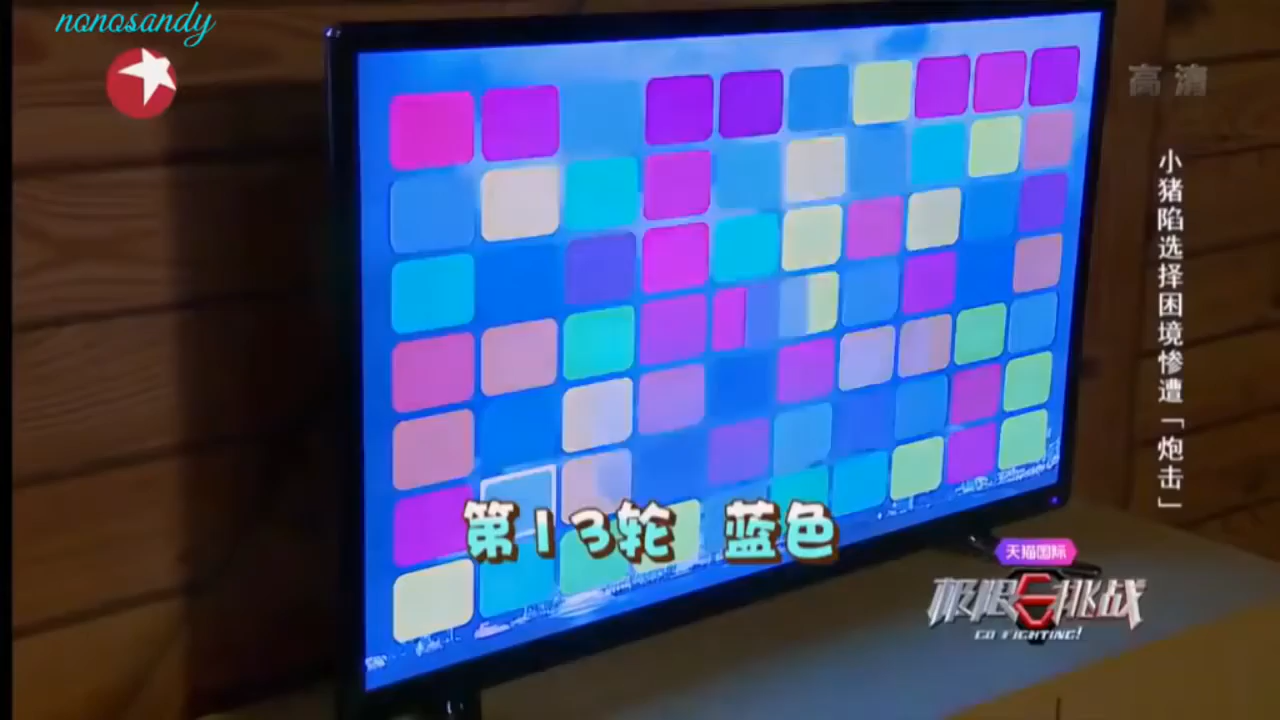 nonosandy
高清
小猪陷选择困境惨遭「炮击」
第13轮 蓝色
天猫国际
极限挑战
GO FIGHTING!